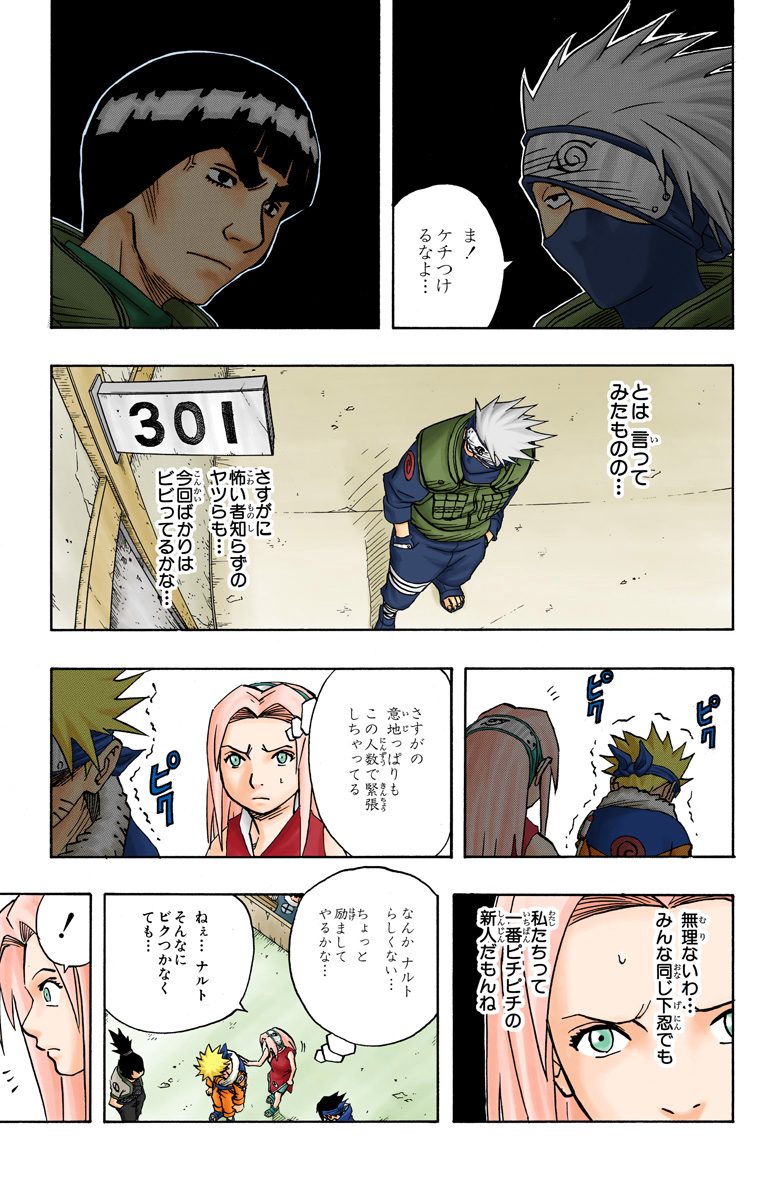 ま！
ケチつけ
るなよ…
とは 言って
みたものの…
301
さすがに
怖い者知らずの
ヤツらも…
今回ばかりは
ビビってるかな…
ピク
ピク
さすがの
意地っぱりも
この人数で緊張
しちゃってる
ピク
無理ないわ…
みんな同じ下忍でも
私たちって
一番ピチピチの
新人だもんね
なんか ナルト
らしくない…
ちょっと
励まして
やるかな…
ねぇ… ナルト
そんなに
ビクつかなく
ても…
！